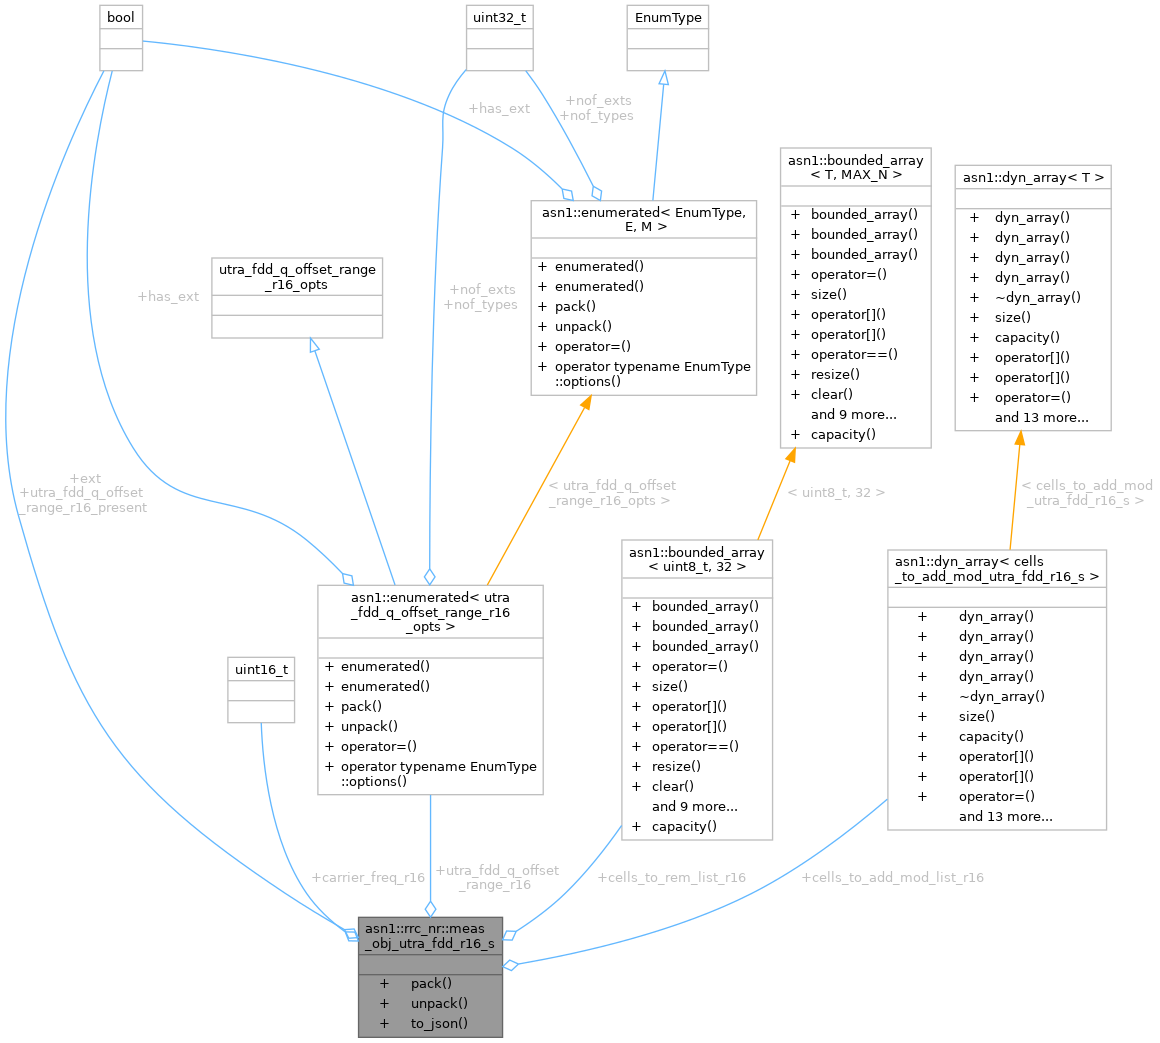 bool
uint32_t
EnumType
+has_ext
+nof_exts
+nof_types
asn1::bounded_array
< T, MAX_N >
+ bounded_array()
+ bounded_array()
+ bounded_array()
+ operator=()
+ size()
+ operator[]()
+ operator[]()
+ operator==()
+ resize()
+ clear()
and 9 more...
+ capacity()
asn1::dyn_array< T >
+ dyn_array()
+ dyn_array()
+ dyn_array()
+ dyn_array()
+ ~dyn_array()
+ size()
+ capacity()
+ operator[]()
+ operator[]()
+ operator=()
and 13 more...
asn1::enumerated< EnumType,
E, M >
+ enumerated()
+ enumerated()
+ pack()
+ unpack()
+ operator=()
+ operator typename EnumType
::options()
utra_fdd_q_offset_range
_r16_opts
+has_ext
+nof_exts
+nof_types
+ext
+utra_fdd_q_offset
_range_r16_present
< utra_fdd_q_offset
_range_r16_opts >
< uint8_t, 32 >
< cells_to_add_mod
_utra_fdd_r16_s >
asn1::bounded_array
< uint8_t, 32 >
+ bounded_array()
+ bounded_array()
+ bounded_array()
+ operator=()
+ size()
+ operator[]()
+ operator[]()
+ operator==()
+ resize()
+ clear()
and 9 more...
+ capacity()
asn1::dyn_array< cells
_to_add_mod_utra_fdd_r16_s >
+ dyn_array()
+ dyn_array()
+ dyn_array()
+ dyn_array()
+ ~dyn_array()
+ size()
+ capacity()
+ operator[]()
+ operator[]()
+ operator=()
and 13 more...
asn1::enumerated< utra
_fdd_q_offset_range_r16
_opts >
+ enumerated()
+ enumerated()
+ pack()
+ unpack()
+ operator=()
+ operator typename EnumType
::options()
uint16_t
+carrier_freq_r16
+utra_fdd_q_offset
_range_r16
+cells_to_rem_list_r16
+cells_to_add_mod_list_r16
asn1::rrc_nr::meas
_obj_utra_fdd_r16_s
+ pack()
+ unpack()
+ to_json()